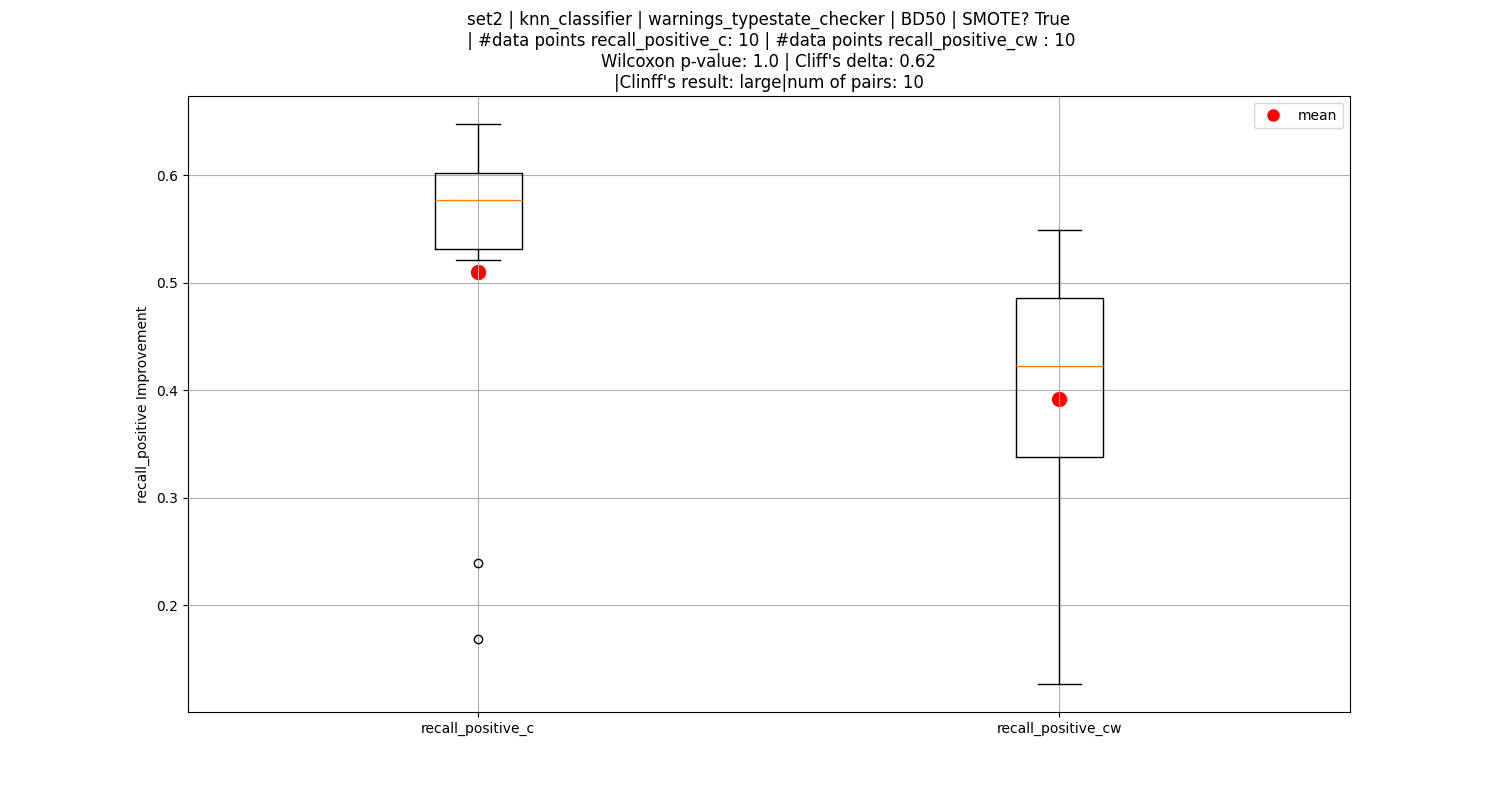 set2 | knn_classifier | warnings_typestate_checker | BD50 | SMOTE? True
| #data points recall_positive_c: 10 | #data points recall_positive_cw : 10
Wilcoxon p-value: 1.0 | Cliff's delta: 0.62
|Clinff's result: large|num of pairs: 10
mean
0.6
0.5
0.4
0.3
0.2
recall_positive Improvement
recall_positive_c
recall_positive_cw